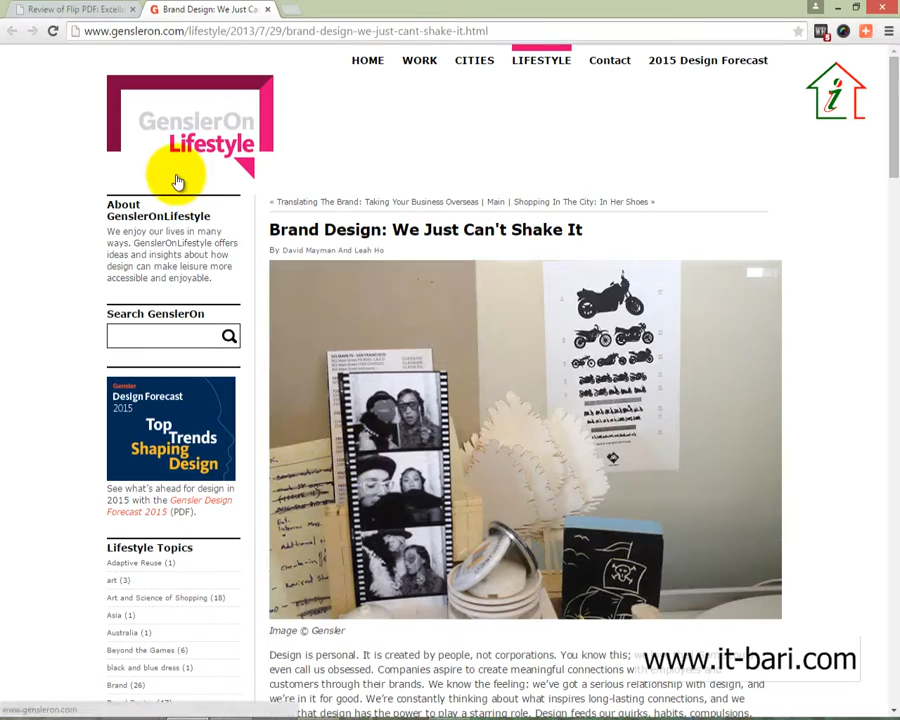 Review of Flip PDF: Excelle
Brand Design: We Just Ca
www.gensleron.com/lifestyle/2013/7/29/brand-design-we-just-cant-shake-it.html
HOME WORK CITIES LIFESTYLE Contact 2015 Design Forecast
GenslerOn
Lifestyle
About
GenslerOnLifestyle
We enjoy our lives in many
ways. GenslerOnLifestyle offers
ideas and insights about how
design can make leisure more
accessible and enjoyable.
Search GenslerOn
Gensler
Design Forecast
2015
Top
Trends
Shaping
Design
See what's ahead for design in
2015 with the Gensler Design
Forecast 2015 (PDF).
Lifestyle Topics
Adaptive Reuse (1)
art (3)
Art and Science of Shopping (18)
Asia (1)
Australia (1)
Beyond the Games (6)
black and blue dress (1)
Brand (26)
« Translating The Brand: Taking Your Business Overseas | Main | Shopping In The City: In Her Shoes »
Brand Design: We Just Can't Shake It
By David Mayman And Leah Ho
Image © Gensler
Design is personal. It is created by people, not corporations. You know this;
even call us obsessed. Companies aspire to create meaningful connections
customers through their brands. We know the feeling: we've got a serious relationship with design, and
we're in it for good. We're constantly thinking about what inspires long-lasting connections, and we
that design has the power to play a starring role. Design feeds our quirks, habits, compulsions,
www.it-bari.com
www.gensleron.com